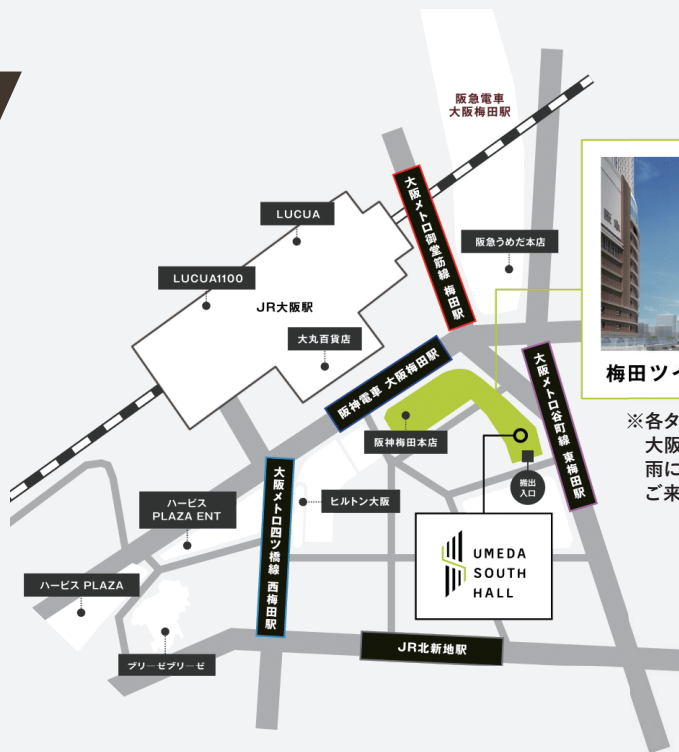 阪急電車
大阪梅田駅
大阪メトロ御堂筋線 梅田駅
LUCUA
阪急うめだ本店
LUCUA1100
JR大阪駅
大丸百貨店
阪神電車 大阪梅田駅
大阪メトロ谷町線 東梅田駅
梅田ツイ
※各タ
大阪
雨に
ご来
阪神梅田本店
搬出
入口
大阪メトロ四ツ橋線 西梅田駅
ヒルトン大阪
ハービス
PLAZA ENT
UMEDA
SOUTH
HALL
ハービス PLAZA
ブリーゼブリーゼ
JR北新地駅